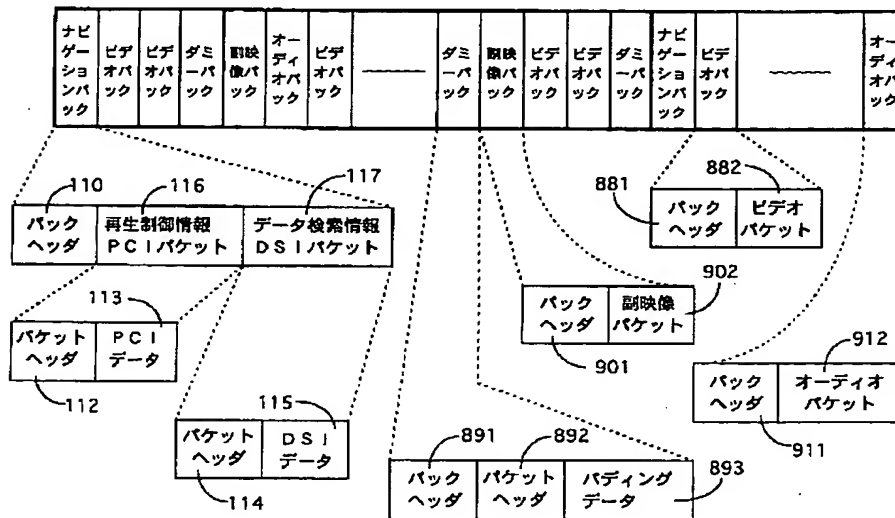 ナビゲーションパック
ビデオパック
ビデオパック
ダミーパック
副映像パック
オーディオパック
ビデオパック
ダミーパック
副映像パック
ビデオパック
ビデオパック
ダミーパック
ナビゲーションパック
ビデオパック
オーディオパック
110
116
117
パック
ヘッダ
再生制御情報
PCIパケット
データ検索情報
DSIパケット
881
882
パック
ヘッダ
ビデオ
パケット
113
パケット
ヘッダ
PCI
データ
112
902
パック
ヘッダ
副映像
パケット
901
912
パック
ヘッダ
オーディオ
パケット
911
115
パケット
ヘッダ
DSI
データ
114
891
892
893
パック
ヘッダ
パケット
ヘッダ
パディング
データ